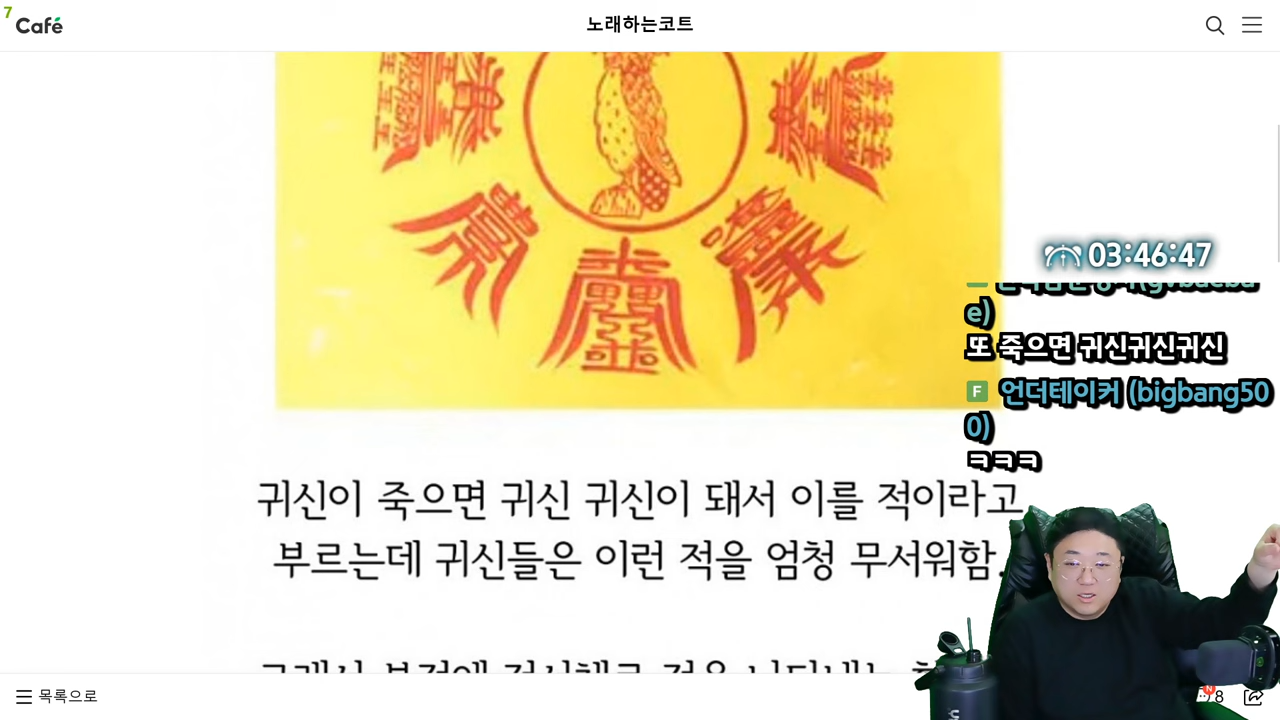 7
Café
노래하는코트
03:46:47
e)
또 죽으면 귀신귀신귀신
F 언더테이커 (bigbang50
0)
ㅋㅋㅋ
귀신이 죽으면 귀신 귀신이 돼서 이를 적이라고
부르는데 귀신들은 이런 적을 엄청 무서워함.
목록으로
N
8